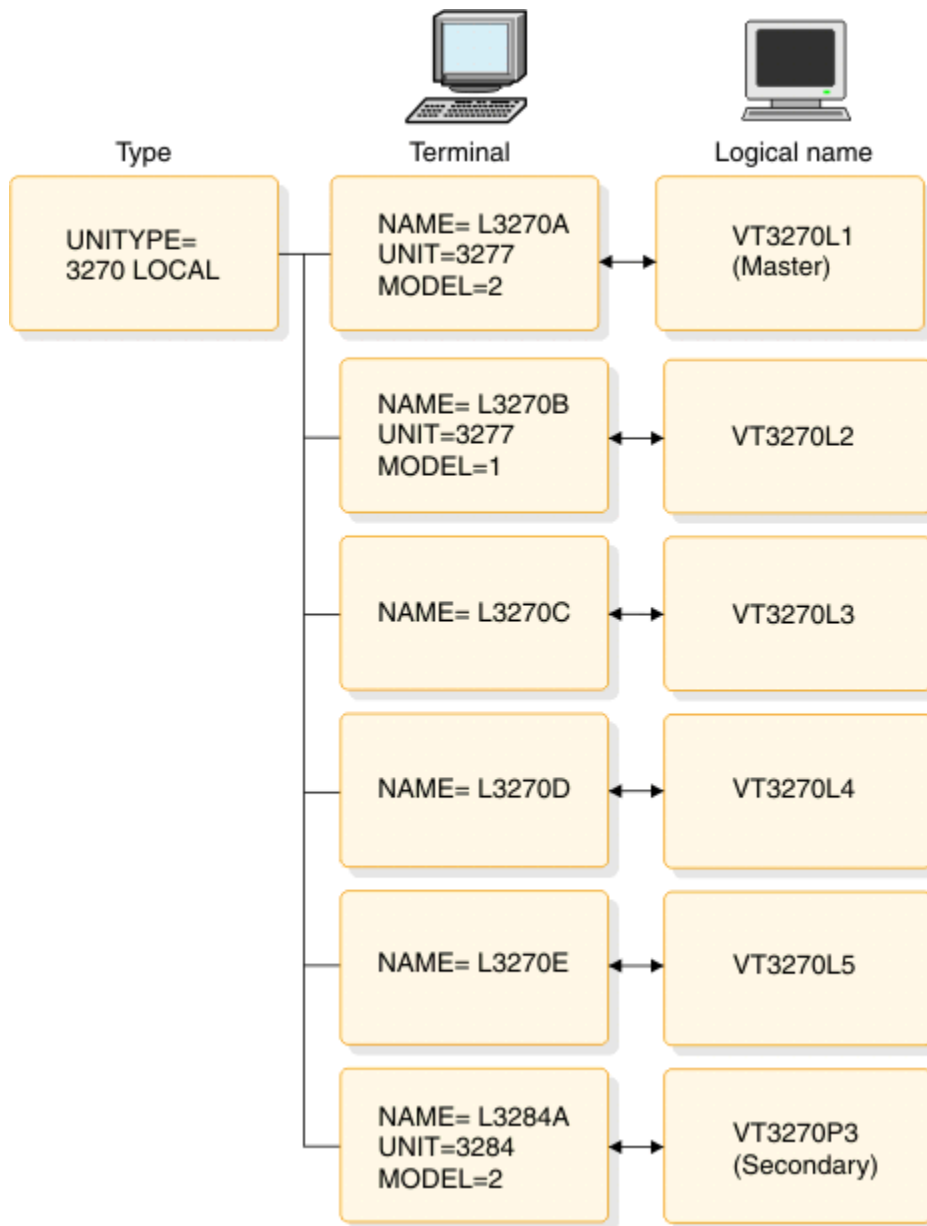 Type
Terminal
Logical name
UNITYPE=
3270 LOCAL
NAME= L3270A
UNIT=3277
MODEL=2
VT3270L1
(Master)
NAME= L3270B
UNIT=3277
MODEL=1
VT3270L2
NAME= L3270C
VT3270L3
NAME= L3270D
VT3270L4
NAME= L3270E
VT3270L5
NAME= L3284A
UNIT=3284
MODEL=2
VT3270P3
(Secondary)